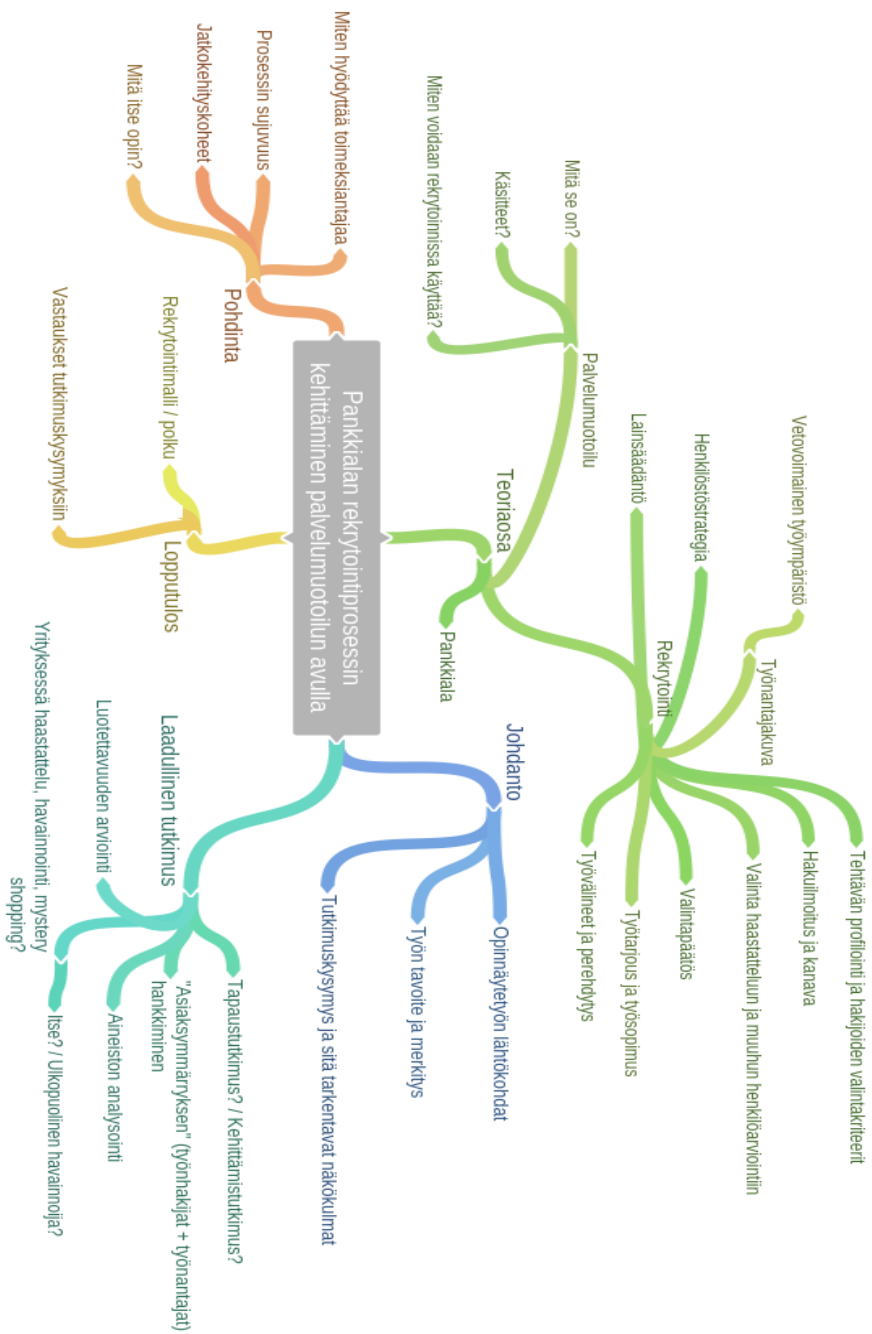 Pankkialan rekrytointiprosessin
kehittäminen palvelumuotoilun avulla
Johdanto
Opinnäytetyön lähtökohdat
Työn tavoite ja merkitys
Tutkimuskysymys ja sitä tarkentavat näkökulmat
Teoriaosa
Palvelumuotoilu
Mitä se on?
Käsitteet?
Miten voidaan rekrytoinnissa käyttää?
Pankkiala
Rekrytointi
Lainsäädäntö
Henkilöstöstrategia
Työnantajakuva
Vetovoimainen työympäristö
Tehtävän profilointi ja hakijoiden valintakriteerit
Hakuilmoitus ja kanava
Valinta haastatteluun ja muuhun henkilöarviointiin
Valintapäätös
Työtarjous ja työsopimus
Työvälineet ja perehdytys
Laadullinen tutkimus
Tapaustutkimus? / Kehittämistutkimus?
"Asiaksymmärryksen" (työnhakijat + työnantajat)
hankkiminen
Aineiston analysointi
Luotettavuuden arviointi
Yrityksessä haastattelu, havainnointi, mystery
shopping?
Itse? / Ulkopuolinen havainnoija?
Lopputulos
Rekrytointimalli / polku
Vastaukset tutkimuskysymyksiin
Pohdinta
Miten hyödyttää toimeksiantajaa
Prosessin sujuvuus
Jatkokehityskoheet
Mitä itse opin?